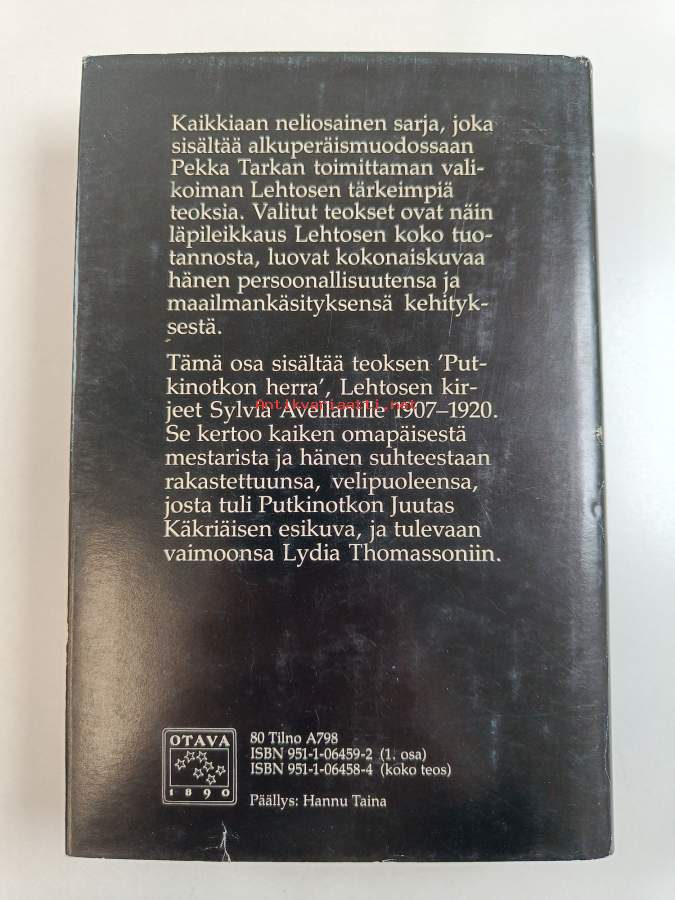 Kaikkiaan neliosainen sarja, joka
sisältää alkuperäismuodossaan
Pekka Tarkan toimittaman vali-
koiman Lehtosen tärkeimpiä
teoksia. Valitut teokset ovat näin
läpileikkaus Lehtosen koko tuo-
tannosta, luovat kokonaiskuvaa
hänen persoonallisuutensa ja
maailmankäsityksensä kehityk-
sestä.
Tämä osa sisältää teoksen 'Put-
kinotkon herra', Lehtosen kir-
jeet Sylvia Avellanille 1907–1920.
Antikvariaatti.net
Se kertoo kaiken omapäisestä
mestarista ja hänen suhteestaan
rakastettuunsa, velipuoleensa,
josta tuli Putkinotkon Juutas
Käkriäisen esikuva, ja tulevaan
vaimoonsa Lydia Thomassoniin.
OTAVA
1890
80 Tilno A798
ISBN 951-1-06459-2 (1. osa)
ISBN 951-1-06458-4 (koko teos)
Päällys: Hannu Taina